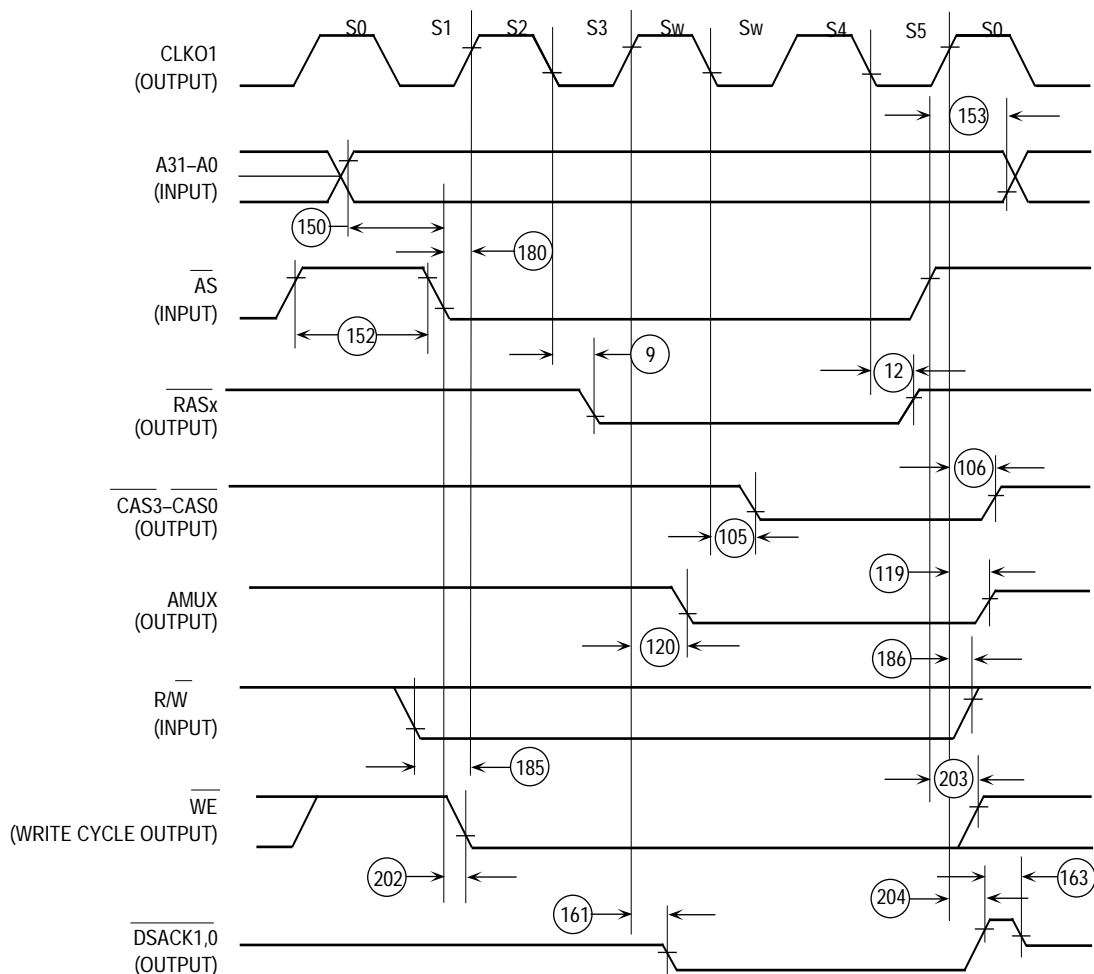 S0 S1 S2 S3 Sw Sw S4 S5 S0
CLKO1
(OUTPUT)
153
A31–A0
(INPUT)
150
180
AS
(INPUT)
152
9
12
RASx
(OUTPUT)
106
CAS3–CAS0
(OUTPUT)
105
119
AMUX
(OUTPUT)
120
186
R/W
(INPUT)
185
203
WE
(WRITE CYCLE OUTPUT)
202
163
204
161
DSACK1,0
(OUTPUT)